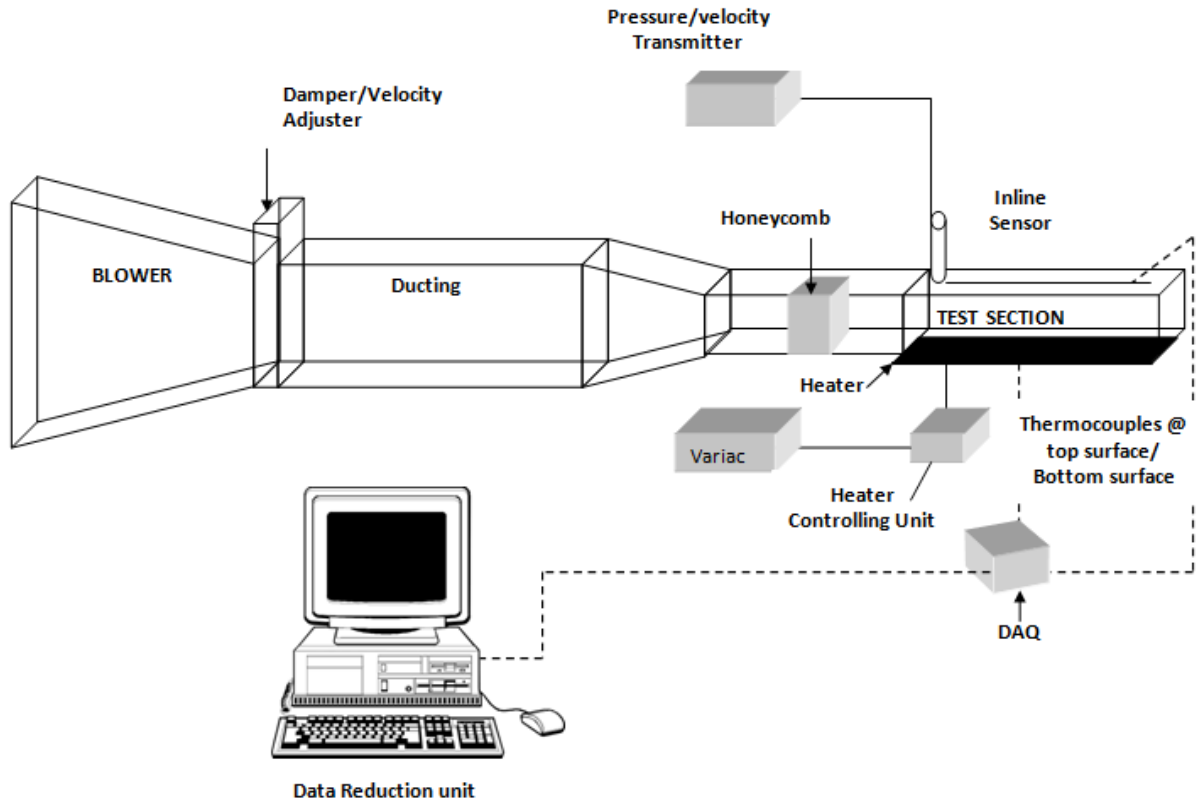 Pressure/velocity
Transmitter
Damper/Velocity
Adjuster
Honeycomb
Inline
Sensor
BLOWER
Ducting
TEST SECTION
Heater
Thermocouples @
top surface/
Bottom surface
Variac
Heater
Controlling Unit
DAQ
Data Reduction unit